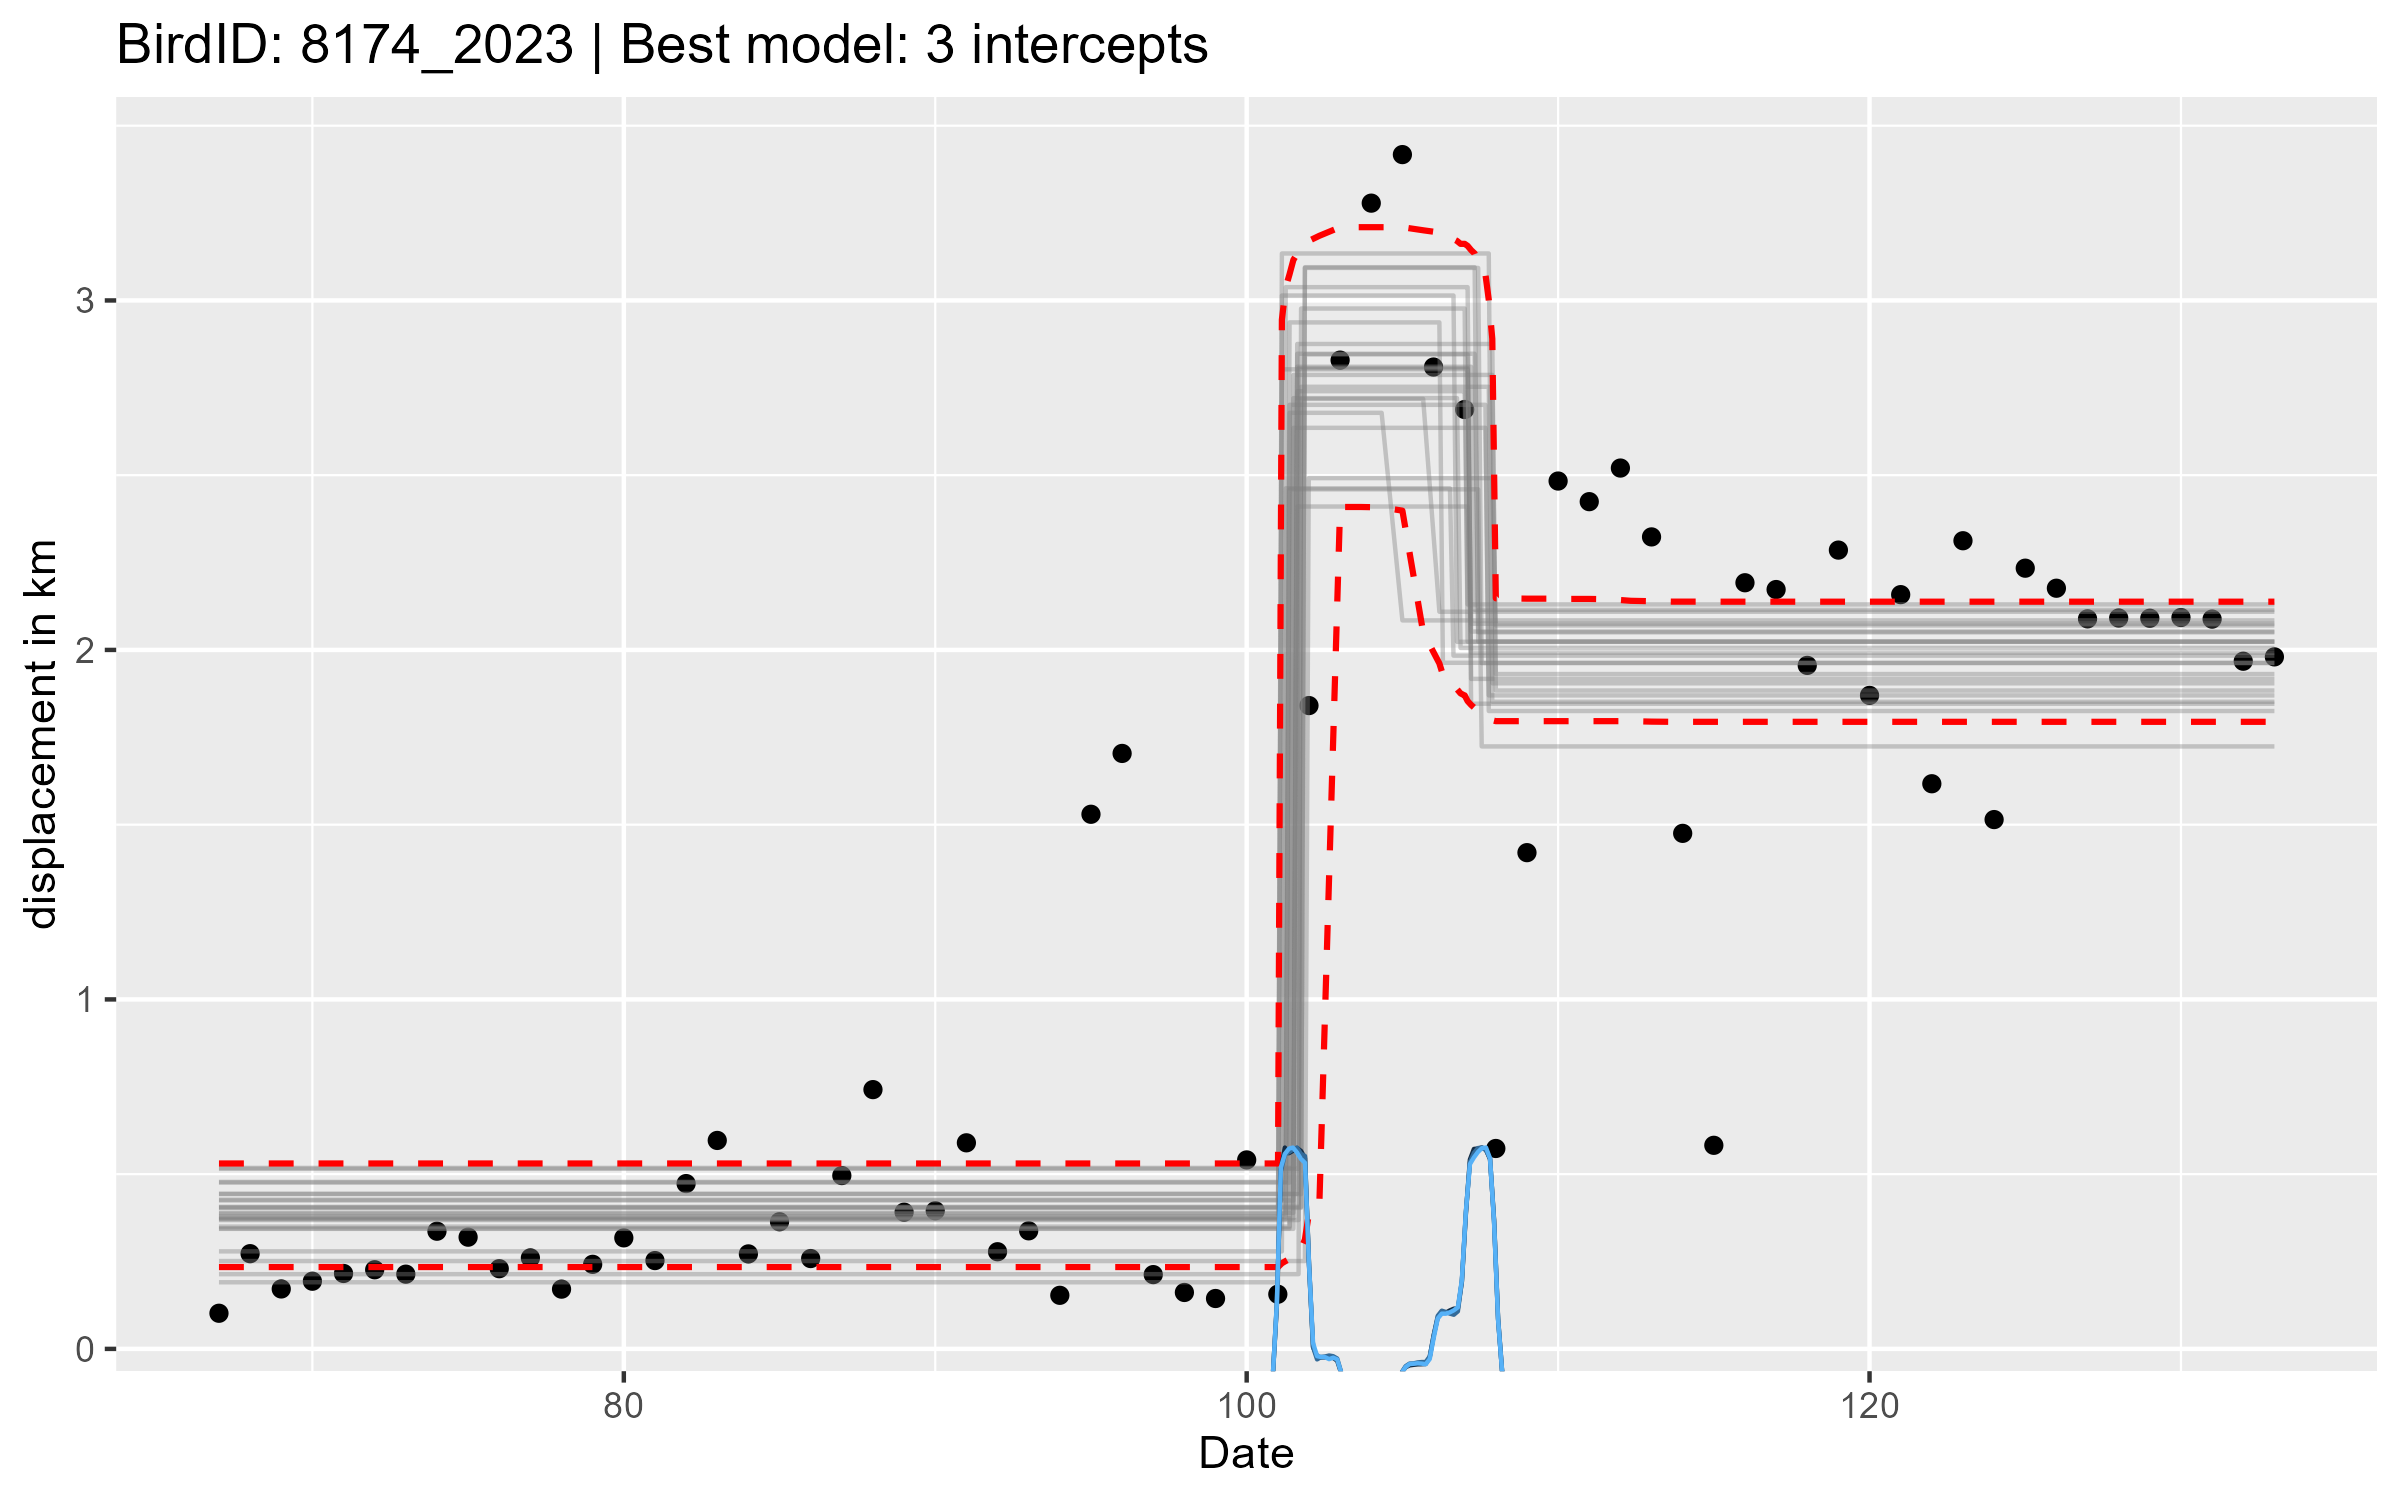 BirdID: 8174_2023 | Best model: 3 intercepts
displacement in km
3
2
1
0
80
100
120
Date